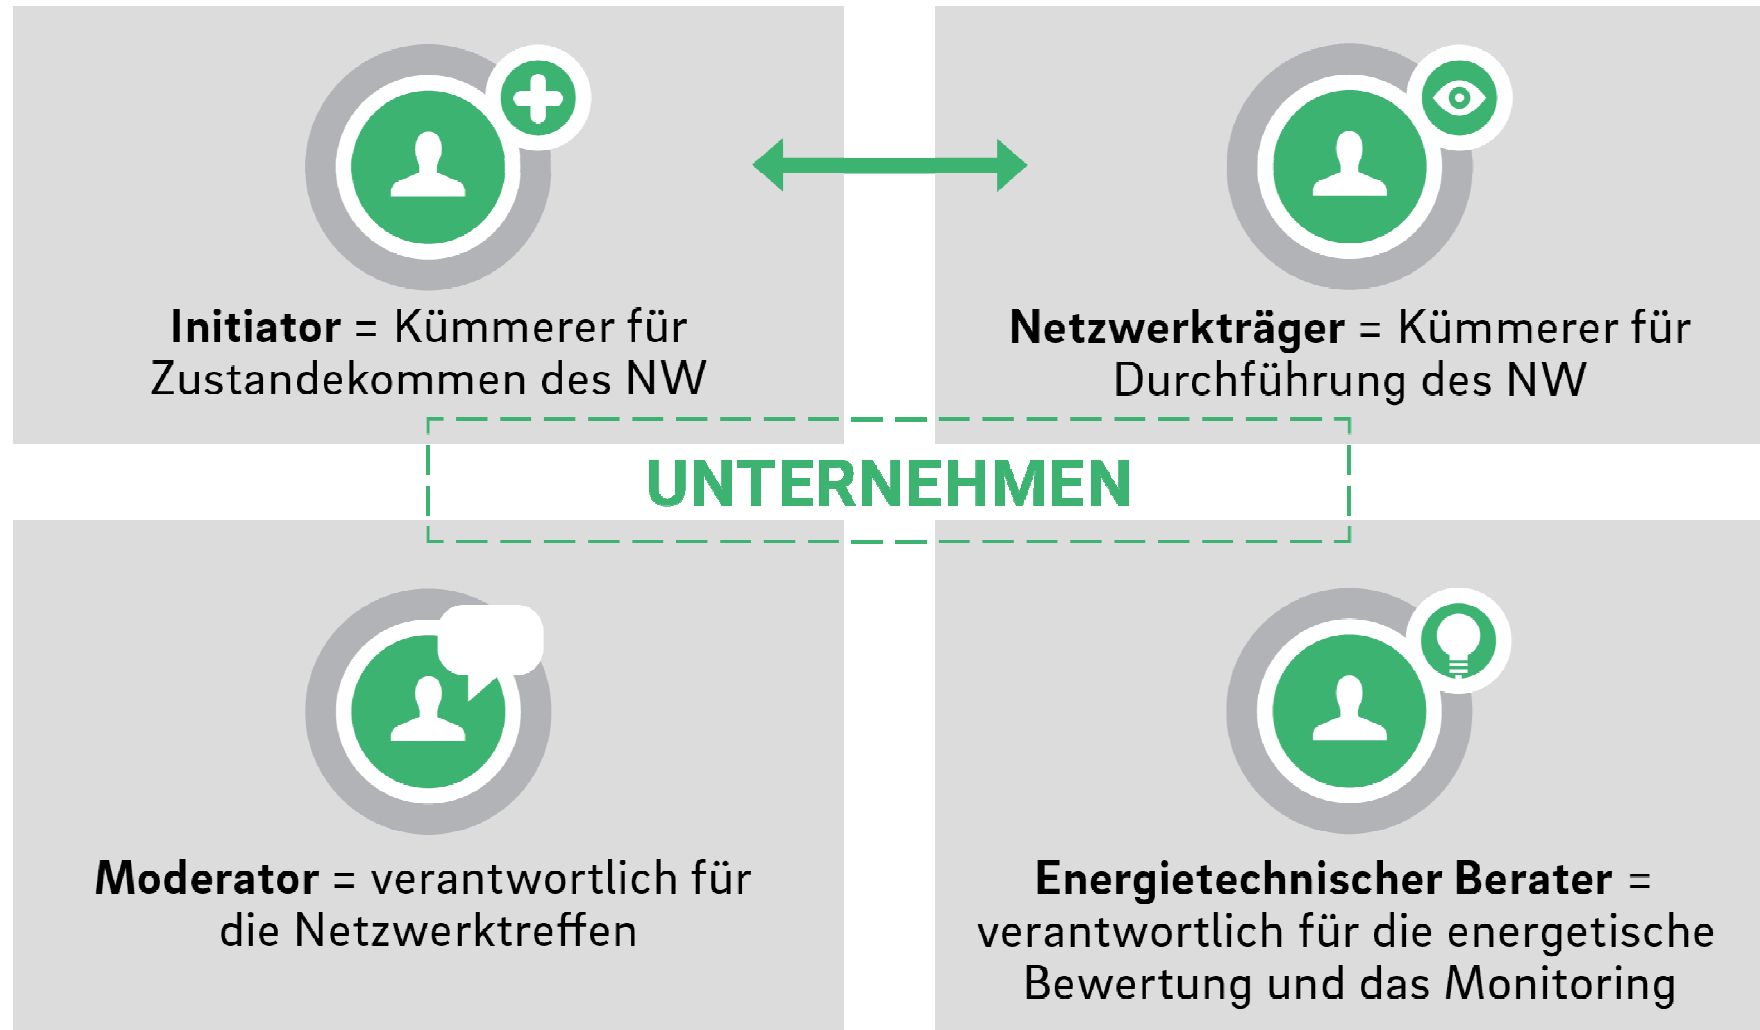 Initiator = Kümmerer für
Zustandekommen des NW
Netzwerkträger = Kümmerer für
Durchführung des NW
UNTERNEHMEN
Moderator = verantwortlich für
die Netzwerktreffen
Energietechnischer Berater =
verantwortlich für die energetische
Bewertung und das Monitoring